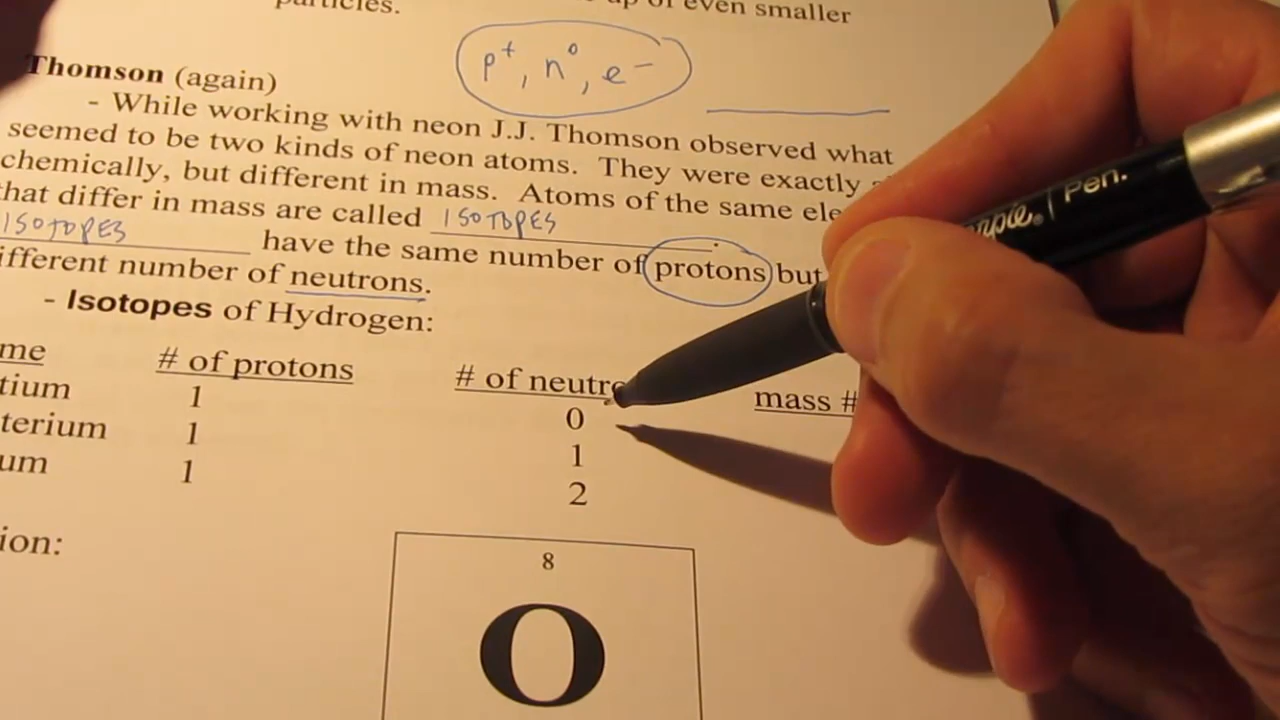 of even smaller
p+, n°, e-
Thomson (again)
- While working with neon J.J. Thomson observed what
seemed to be two kinds of neon atoms. They were exactly
chemically, but different in mass. Atoms of the same ele
that differ in mass are called ISOTOPES.
ISOTOPES have the same number of protons but
ifferent number of neutrons.
- Isotopes of Hydrogen:
me # of protons # of neutr mass #
tium 1 0
terium 1 1
um 1 2
ion:
8
O
Pen.